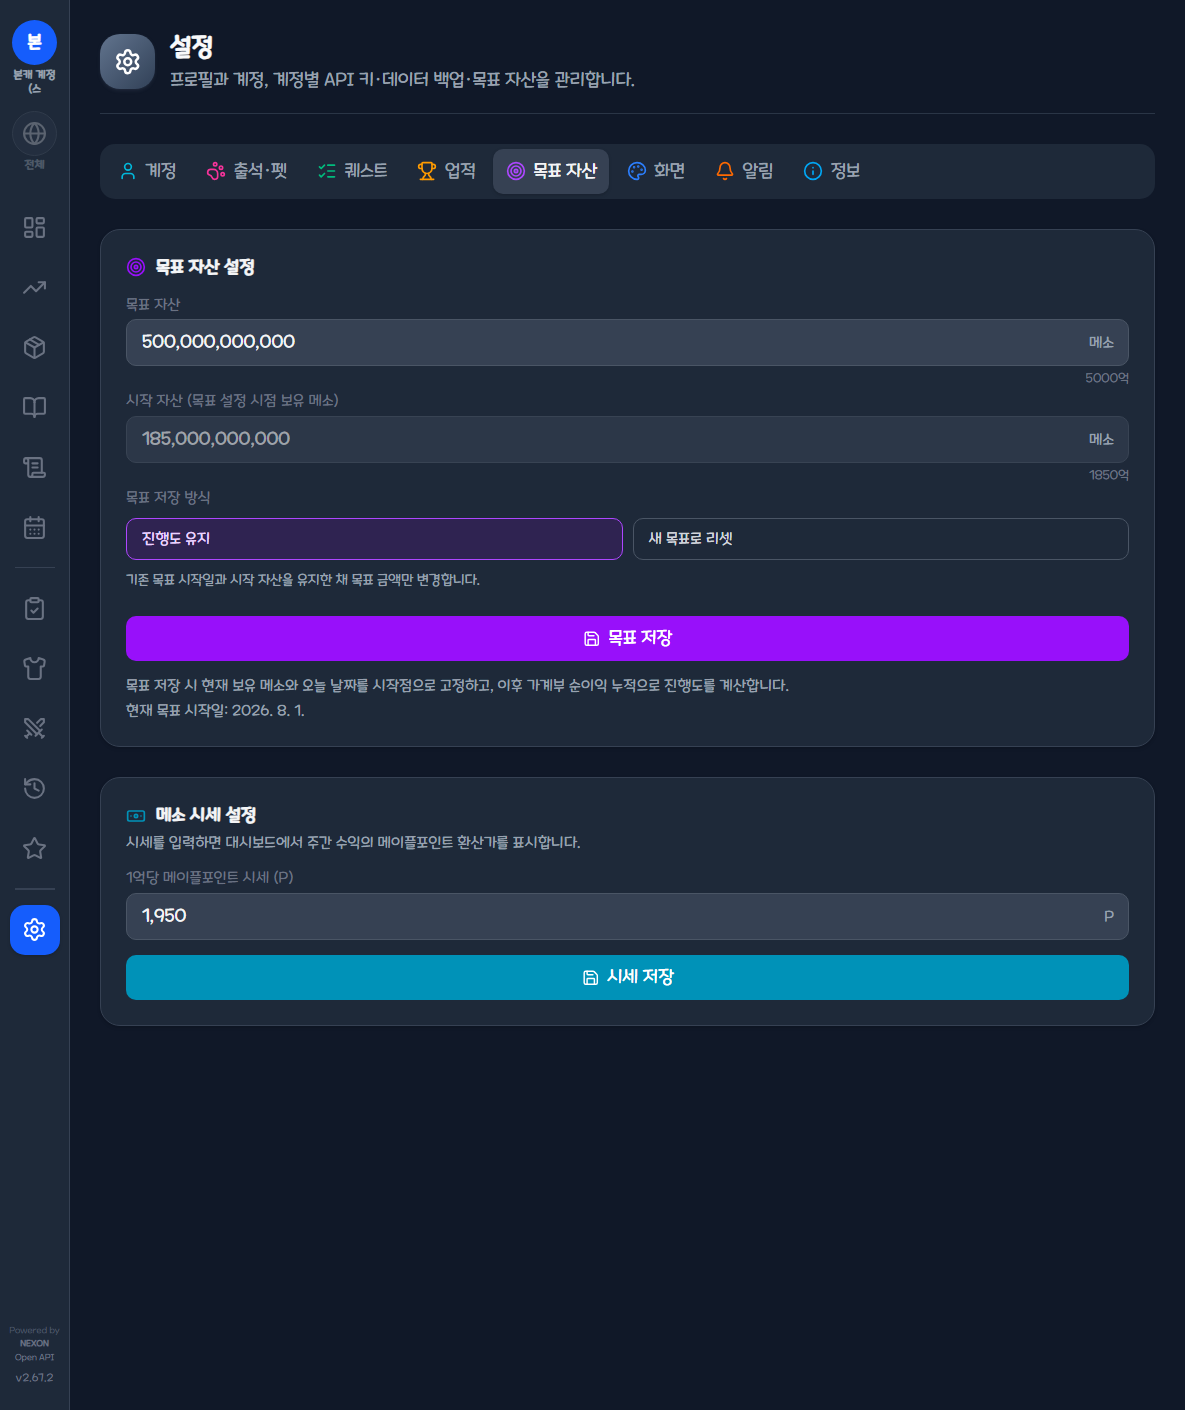 본
본캐 계정
(스
전체
설정
프로필과 계정, 계정별 API 키·데이터 백업·목표 자산을 관리합니다.
계정
출석·펫
퀘스트
업적
목표 자산
화면
알림
정보
목표 자산 설정
목표 자산
500,000,000,000
메소
5000억
시작 자산 (목표 설정 시점 보유 메소)
185,000,000,000
메소
1850억
목표 저장 방식
진행도 유지
새 목표로 리셋
기존 목표 시작일과 시작 자산을 유지한 채 목표 금액만 변경합니다.
목표 저장
목표 저장 시 현재 보유 메소와 오늘 날짜를 시작점으로 고정하고, 이후 가계부 순이익 누적으로 진행도를 계산합니다.
현재 목표 시작일: 2026. 8. 1.
메소 시세 설정
시세를 입력하면 대시보드에서 주간 수익의 메이플포인트 환산가를 표시합니다.
1억당 메이플포인트 시세 (P)
1,950
P
시세 저장
Powered by
NEXON
Open API
v2.67.2